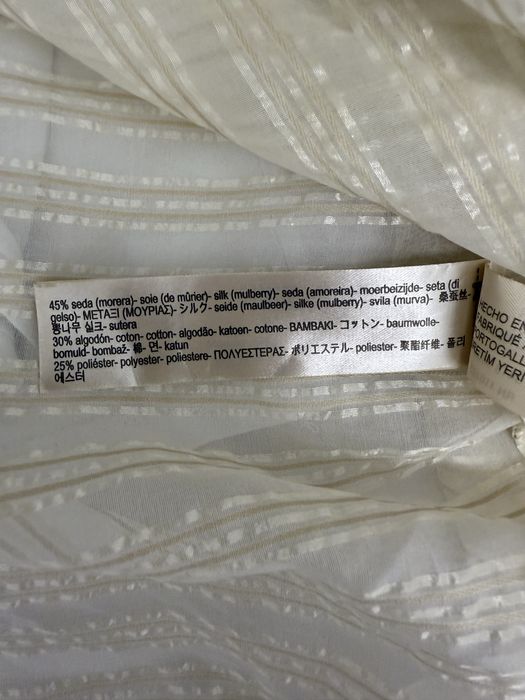 45% seda (morera)- soie (de mûrier)- silk (mulberry)- seda (amoreira)- moerbeizijde- seta (di
gelso)- ΜΕΤΑΞΙ (ΜΟΥΡΙΑΣ)- シルク- seide (maulbeer)- silke (mulberry)- svila (murva)- 桑蚕丝-
뽕나무 실크- sutera
30% algodón- coton- cotton- algodão- katoen- cotone- BAMBAKI- コットン- baumwolle-
bomuld- bombaž- 棉- 면- katun
25% poliéster- polyester- poliestere- ΠΟΛΥΕΣΤΕΡΑΣ- ポリエステル- poliester- 聚酯纤维- 폴리
에스터
HECHO EN
FABRIQUÉ
PORTOGALLO
RETIM YERI